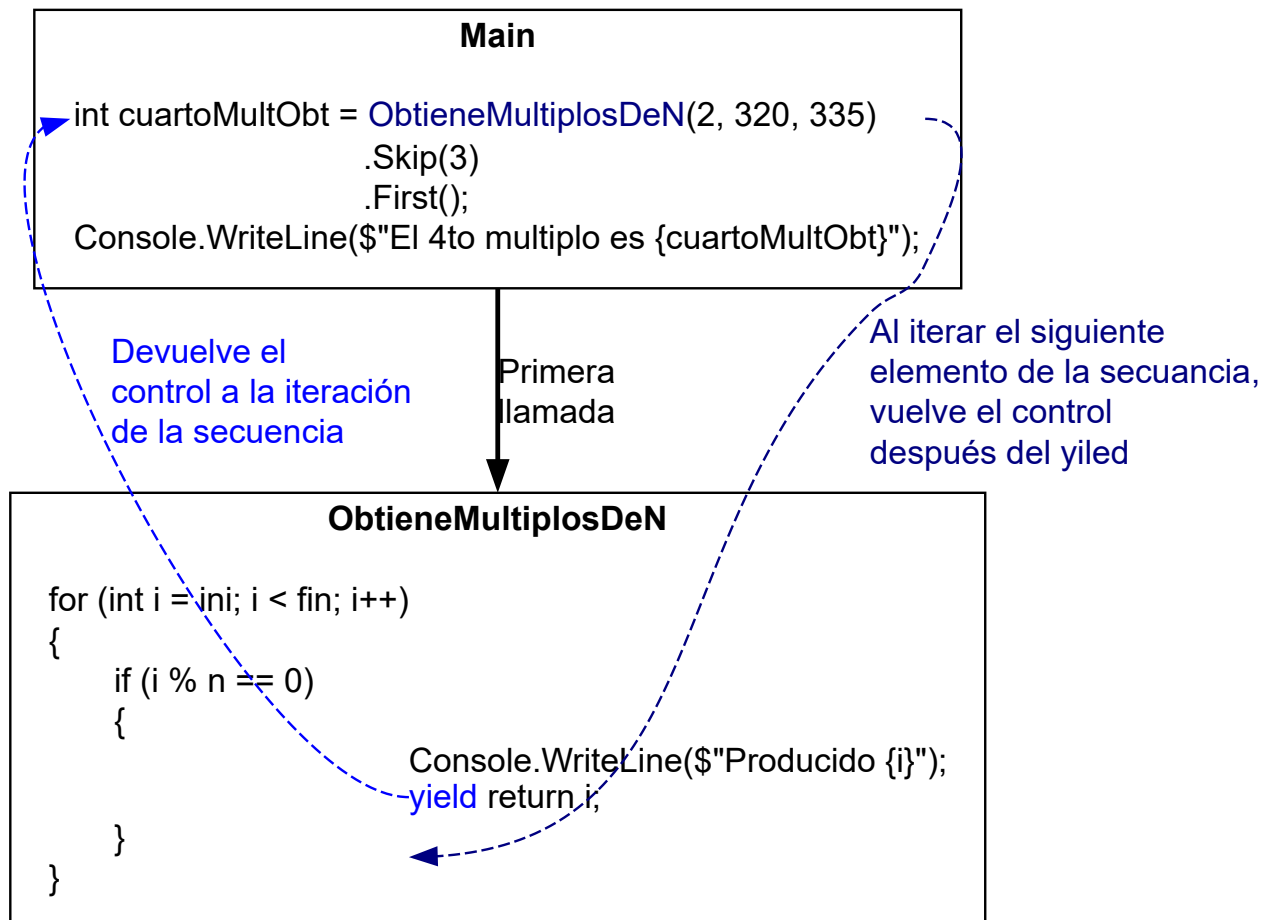 Main
int cuartoMultObt = ObtieneMultiplosDeN(2, 320, 335)
.Skip(3)
.First();
Console.WriteLine($"El 4to multiplo es {cuartoMultObt}");
Devuelve el
control a la iteración
de la secuencia
Primera
llamada
Al iterar el siguiente
elemento de la secuancia,
vuelve el control
después del yiled
ObtieneMultiplosDeN
for (int i = ini; i < fin; i++)
{
if (i % n == 0)
{
Console.WriteLine($"Producido {i}");
yield return i;
}
}